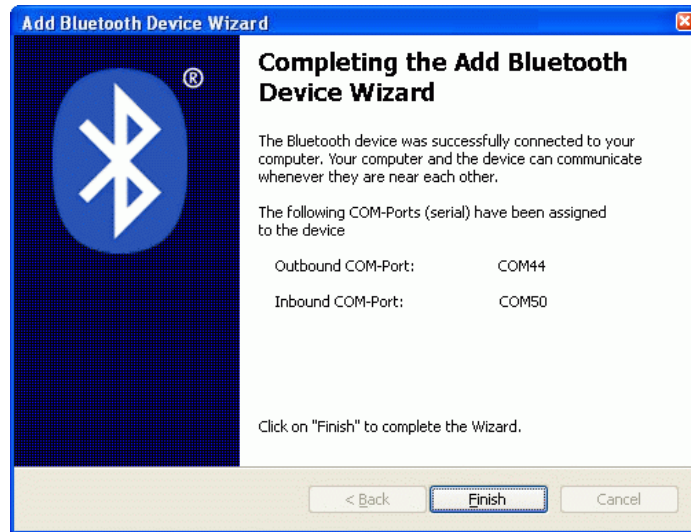 Add Bluetooth Device Wizard
®
Completing the Add Bluetooth
Device Wizard
The Bluetooth device was successfully connected to your
computer. Your computer and the device can communicate
whenever they are near each other.
The following COM-Ports (serial) have been assigned
to the device
Outbound COM-Port: COM44
Inbound COM-Port: COM50
Click on "Finish" to complete the Wizard.
< Back Finish Cancel